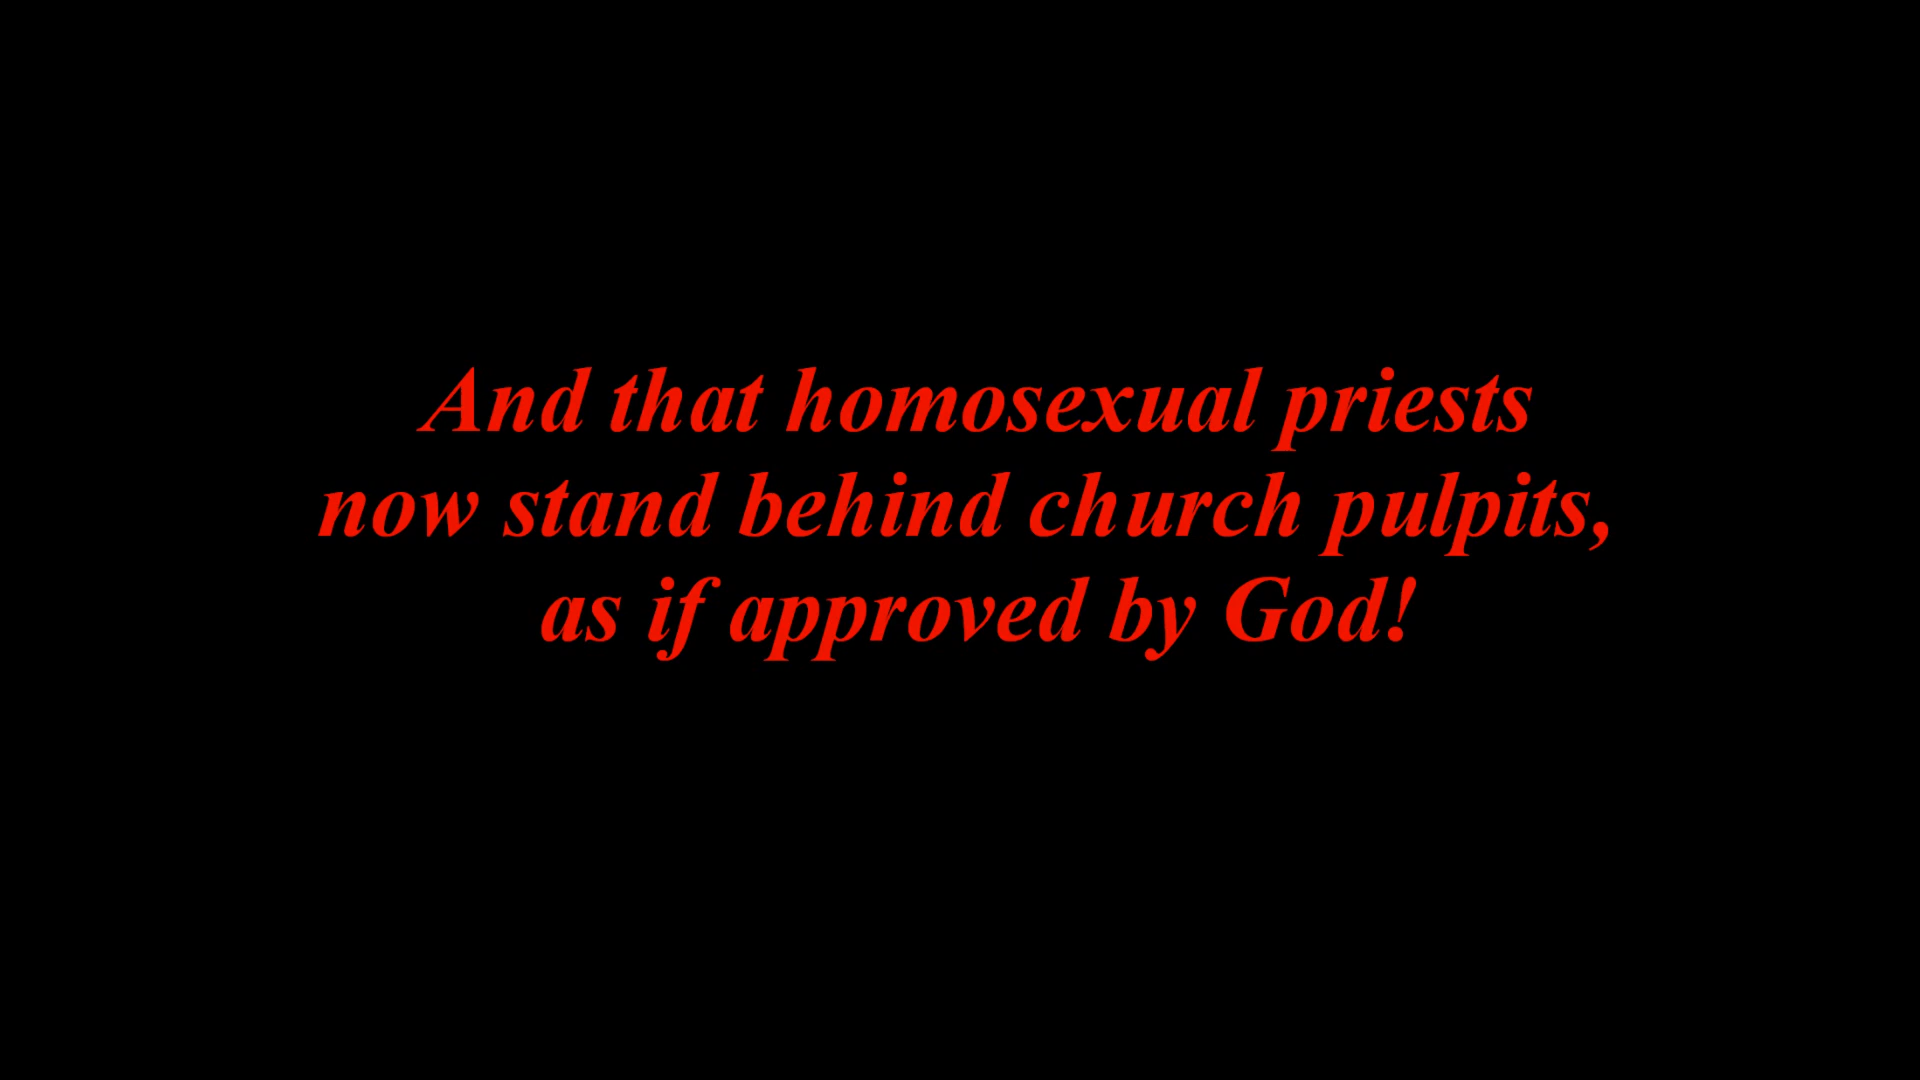 And that homosexual priests
now stand behind church pulpits,
as if approved by God!